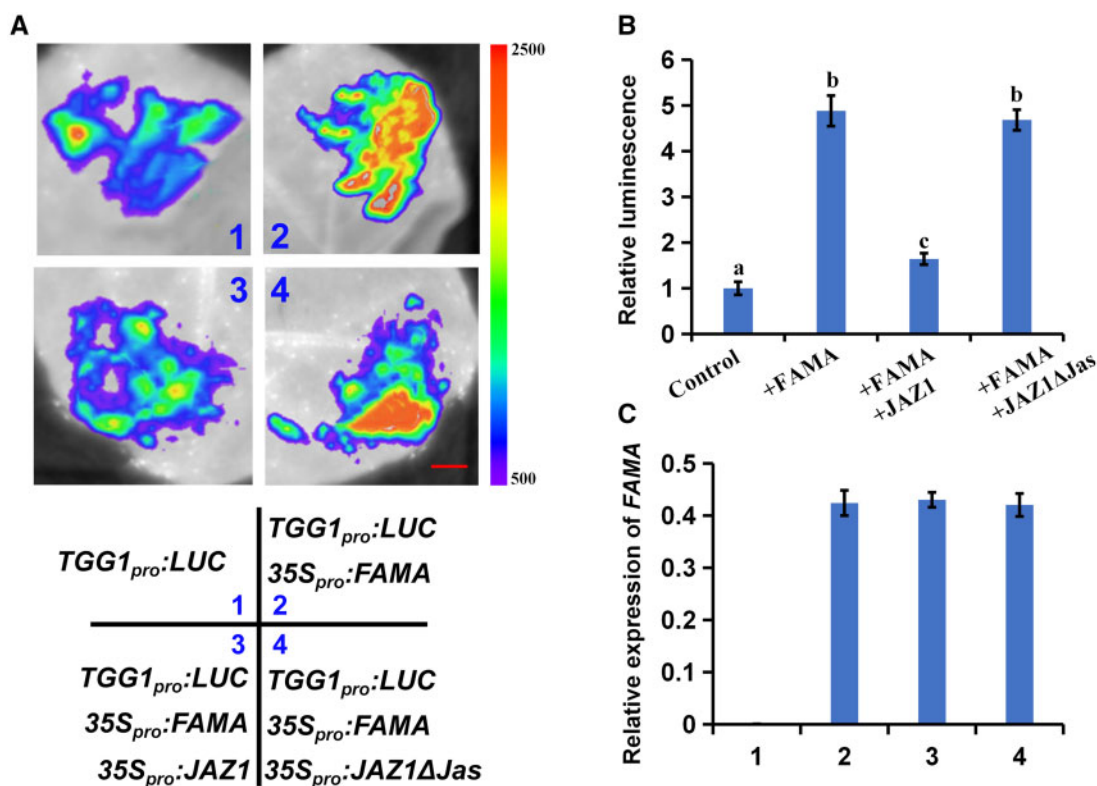 A
1
2
3
4
2500
500
TGG1pro:LUC
1
TGG1pro:LUC
35Spro:FAMA
2
3
TGG1pro:LUC
35Spro:FAMA
35Spro:JAZ1
4
TGG1pro:LUC
35Spro:FAMA
35Spro:JAZ1ΔJas
B
Relative luminescence
6
5
4
3
2
1
0
a
b
c
b
Control
+FAMA
+FAMA
+JAZ1
+FAMA
+JAZ1ΔJas
C
Relative expression of FAMA
0.5
0.4
0.3
0.2
0.1
0
1 2 3 4